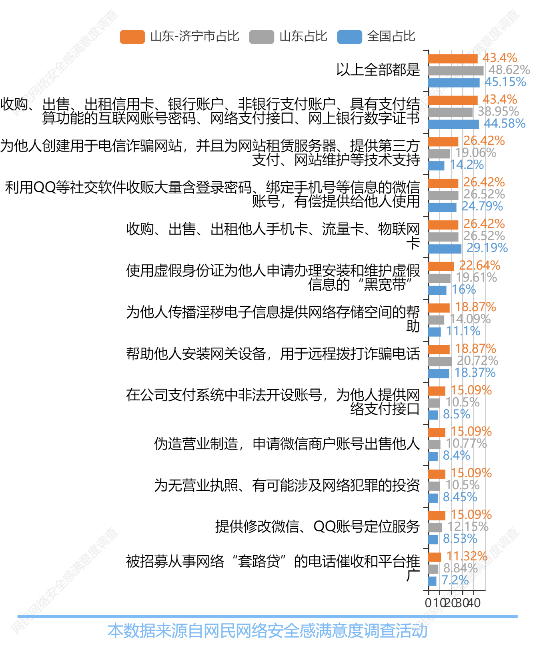 山东-济宁市占比 山东占比 全国占比
以上全部都是
43.4%
48.62%
45.15%
收购、出售、出租信用卡、银行账户、非银行支付账户、具有支付结
算功能的互联网账号密码、网络支付接口、网上银行数字证书
43.4%
38.95%
44.58%
为他人创建用于电信诈骗网站，并且为网站租赁服务器、提供第三方
支付、网站维护等技术支持
26.42%
19.06%
14.2%
利用QQ等社交软件收贩大量含登录密码、绑定手机号等信息的微信
账号，有偿提供给他人使用
26.42%
26.52%
24.79%
收购、出售、出租他人手机卡、流量卡、物联网
卡
26.42%
26.52%
29.19%
使用虚假身份证为他人申请办理安装和维护虚假
信息的“黑宽带”
22.64%
19.61%
16%
为他人传播淫秽电子信息提供网络存储空间的帮
助
18.87%
14.09%
11.1%
帮助他人安装网关设备，用于远程拨打诈骗电话
18.87%
20.72%
18.37%
在公司支付系统中非法开设账号，为他人提供网
络支付接口
15.09%
10.5%
8.5%
伪造营业制造，申请微信商户账号出售他人
15.09%
10.77%
8.4%
为无营业执照、有可能涉及网络犯罪的投资
15.09%
10.5%
8.45%
提供修改微信、QQ账号定位服务
15.09%
12.15%
8.53%
被招募从事网络“套路贷”的电话催收和平台推
广
11.32%
8.84%
7.2%
0 10 20 30 40
本数据来源自网民网络安全感满意度调查活动